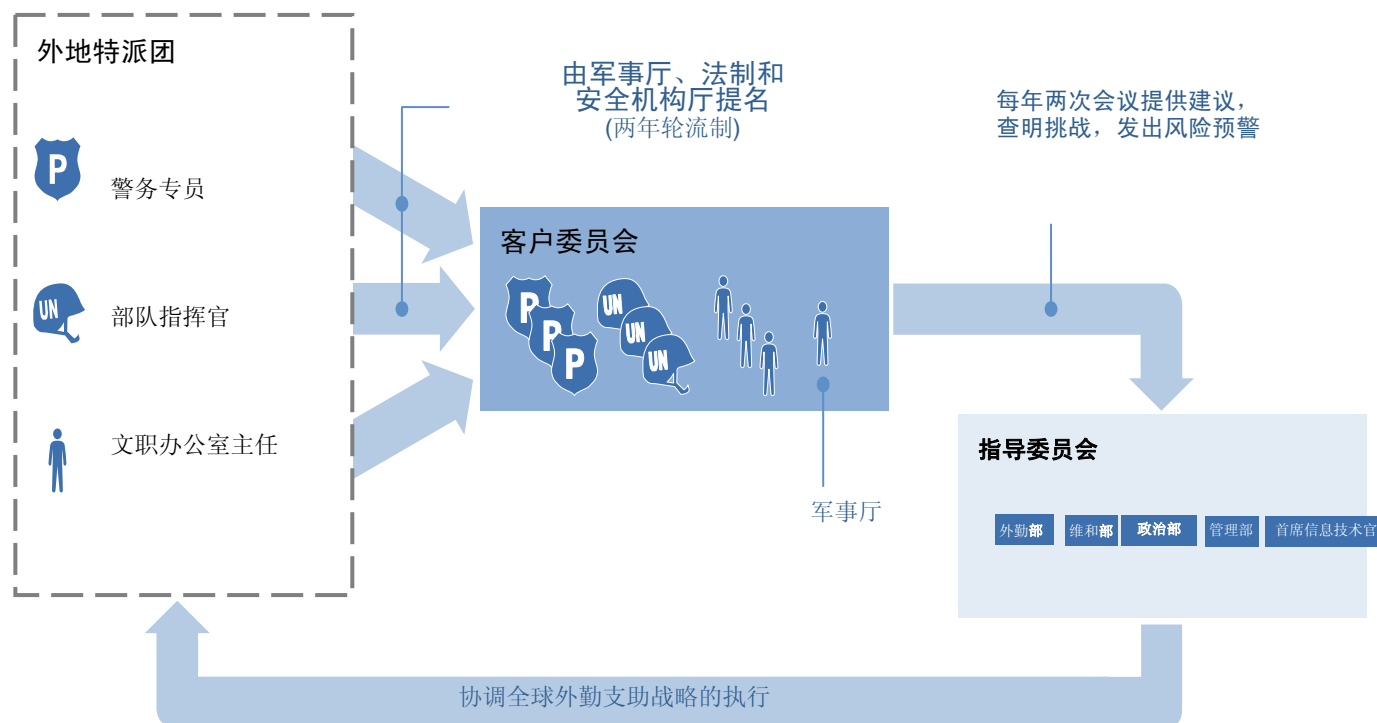 外地特派团
P
警务专员
UN
部队指挥官
文职办公室主任
由军事厅、法制和
安全机构厅提名
(两年轮流制)
客户委员会
P
P
P
UN
UN
UN
军事厅
每年两次会议提供建议，
查明挑战，发出风险预警
指导委员会
外勤部 维和部 政治部 管理部 首席信息技术官
协调全球外勤支助战略的执行